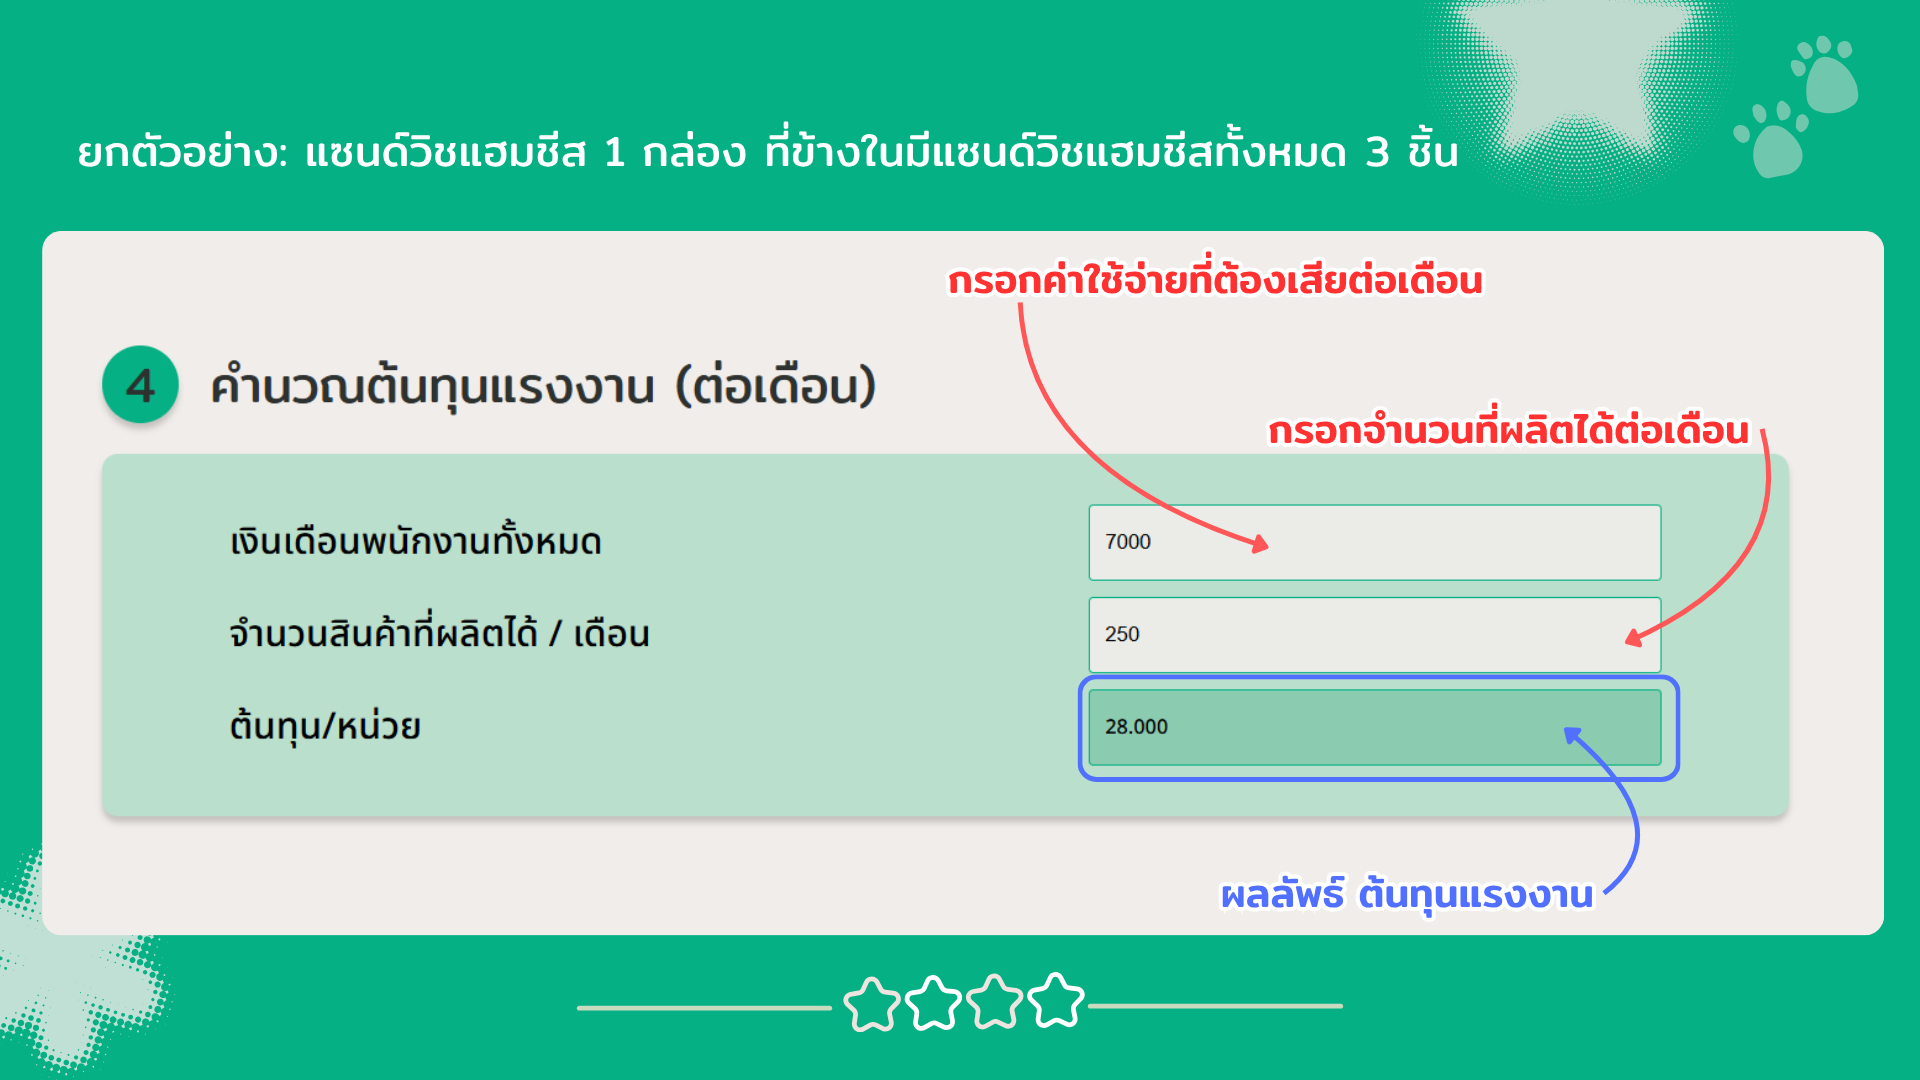 ยกตัวอย่าง: แซนด์วิชแฮมชีส 1 กล่อง ที่ข้างในมีแซนด์วิชแฮมชีสทั้งหมด 3 ชิ้น
กรอกค่าใช้จ่ายที่ต้องเสียต่อเดือน
4 คำนวณต้นทุนแรงงาน (ต่อเดือน)
กรอกจำนวนที่ผลิตได้ต่อเดือน
เงินเดือนพนักงานทั้งหมด 7000
จำนวนสินค้าที่ผลิตได้ / เดือน 250
ต้นทุน/หน่วย 28.000
ผลลัพธ์ ต้นทุนแรงงาน